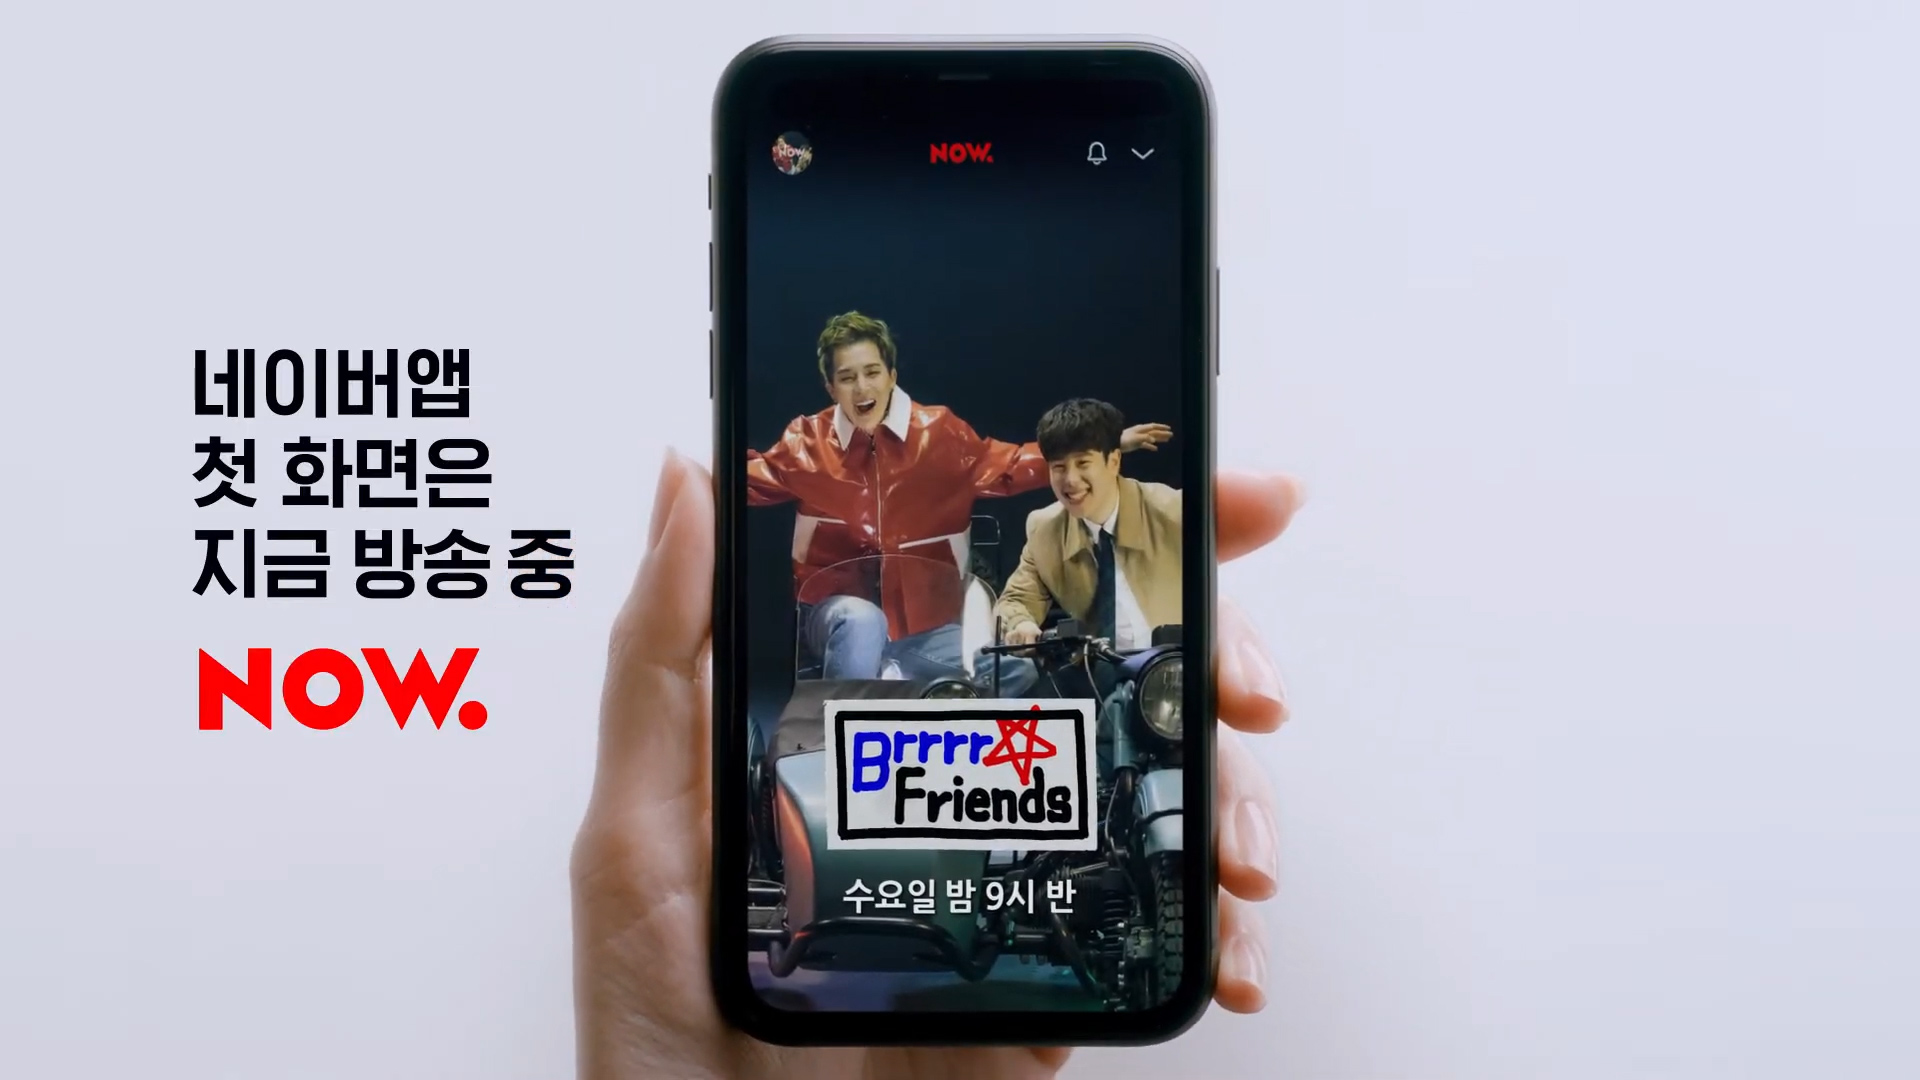 네이버앱
첫 화면은
지금 방송 중
NOW.
NOW.
NOW
Brrrr
Friends
수요일 밤 9시 반